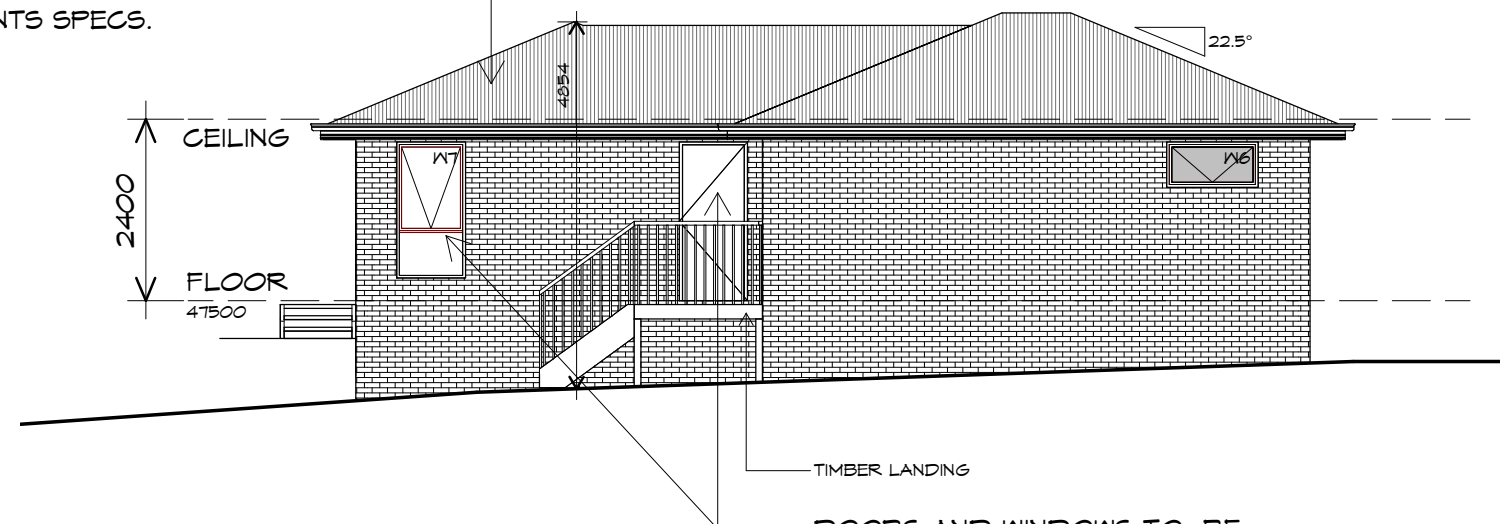 NTS SPECS.
22.5°
4854
CEILING
W7
W6
2400
FLOOR
47500
TIMBER LANDING
DOORS AND WINDOWS TO BE